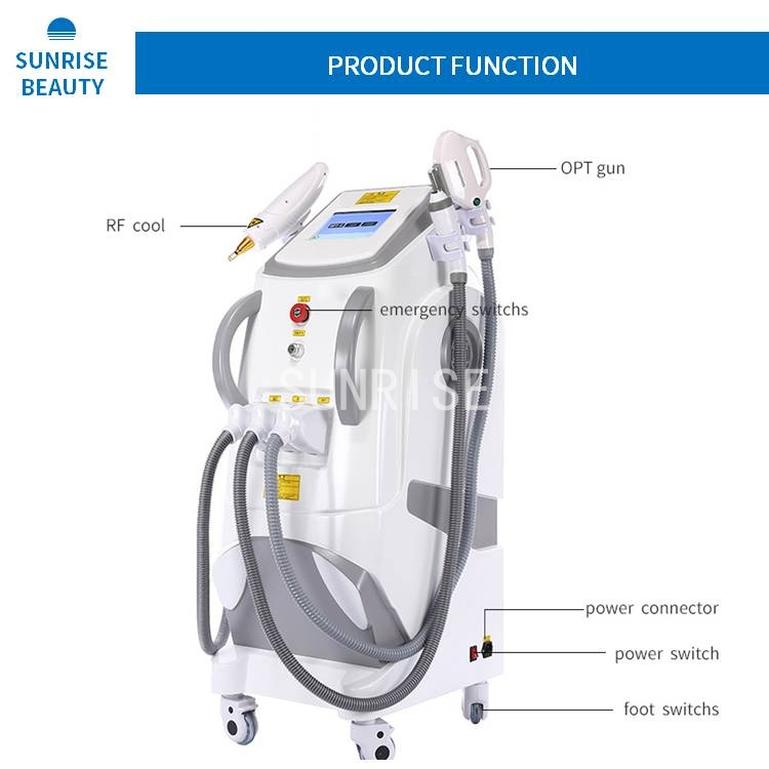 SUNRISE
BEAUTY
PRODUCT FUNCTION
OPT gun
RF cool
emergency switchs
SUNRISE
power connector
power switch
foot switchs